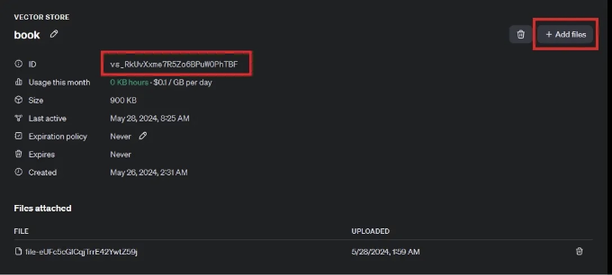 VECTOR STORE
book
+ Add files
ID vs_RkUvXxme7R5Zo6BPuW0PhTBF
Usage this month 0 KB hours · $0.1 / GB per day
Size 900 KB
Last active May 28, 2024, 8:25 AM
Expiration policy Never
Expires Never
Created May 26, 2024, 2:31 AM
Files attached
FILE UPLOADED
file-eUFc5cGlCqjTrrE42YwtZ59j 5/28/2024, 1:59 AM